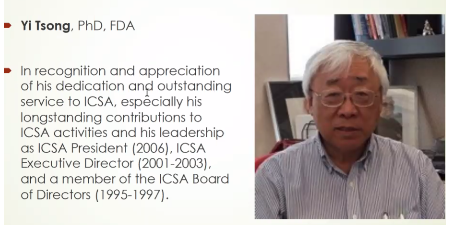 Yi Tsong, PhD, FDA
In recognition and appreciation
of his dedication and outstanding
service to ICSA, especially his
longstanding contributions to
ICSA activities and his leadership
as ICSA President (2006), ICSA
Executive Director (2001-2003),
and a member of the ICSA Board
of Directors (1995-1997).